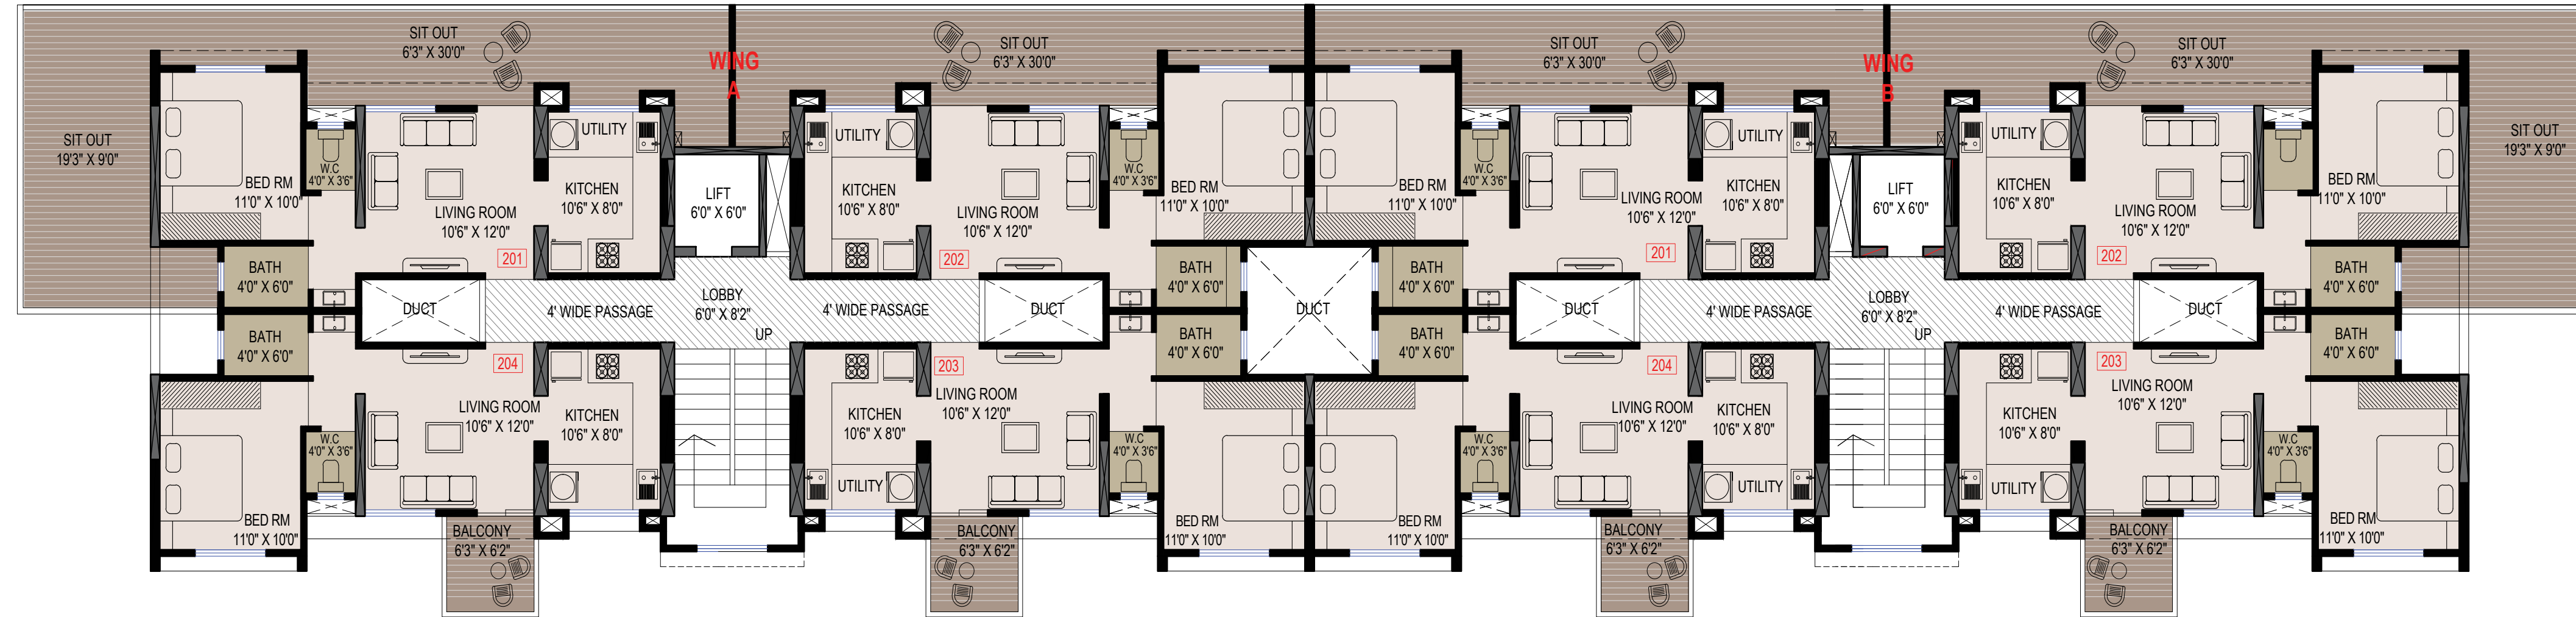 SIT OUT
6'3" X 30'0"
SIT OUT
6'3" X 30'0"
SIT OUT
6'3" X 30'0"
SIT OUT
6'3" X 30'0"
WING
A
WING
B
SIT OUT
19'3" X 9'0"
SIT OUT
19'3" X 9'0"
BED RM
11'0" X 10'0"
W.C
4'0" X 3'6"
LIVING ROOM
10'6" X 12'0"
201
UTILITY
KITCHEN
10'6" X 8'0"
LIFT
6'0" X 6'0"
UTILITY
KITCHEN
10'6" X 8'0"
LIVING ROOM
10'6" X 12'0"
202
W.C
4'0" X 3'6"
BED RM
11'0" X 10'0"
BED RM
11'0" X 10'0"
W.C
4'0" X 3'6"
LIVING ROOM
10'6" X 12'0"
201
UTILITY
KITCHEN
10'6" X 8'0"
LIFT
6'0" X 6'0"
UTILITY
KITCHEN
10'6" X 8'0"
LIVING ROOM
10'6" X 12'0"
202
BED RM
11'0" X 10'0"
BATH
4'0" X 6'0"
BATH
4'0" X 6'0"
BATH
4'0" X 6'0"
BATH
4'0" X 6'0"
DUCT
4' WIDE PASSAGE
LOBBY
6'0" X 8'2"
UP
4' WIDE PASSAGE
DUCT
DUCT
DUCT
4' WIDE PASSAGE
LOBBY
6'0" X 8'2"
UP
4' WIDE PASSAGE
DUCT
BATH
4'0" X 6'0"
BATH
4'0" X 6'0"
BATH
4'0" X 6'0"
BATH
4'0" X 6'0"
204
LIVING ROOM
10'6" X 12'0"
KITCHEN
10'6" X 8'0"
W.C
4'0" X 3'6"
BED RM
11'0" X 10'0"
BALCONY
6'3" X 6'2"
203
LIVING ROOM
10'6" X 12'0"
KITCHEN
10'6" X 8'0"
UTILITY
W.C
4'0" X 3'6"
BED RM
11'0" X 10'0"
BALCONY
6'3" X 6'2"
204
LIVING ROOM
10'6" X 12'0"
KITCHEN
10'6" X 8'0"
UTILITY
W.C
4'0" X 3'6"
BED RM
11'0" X 10'0"
BALCONY
6'3" X 6'2"
203
LIVING ROOM
10'6" X 12'0"
KITCHEN
10'6" X 8'0"
UTILITY
W.C
4'0" X 3'6"
BED RM
11'0" X 10'0"
BALCONY
6'3" X 6'2"